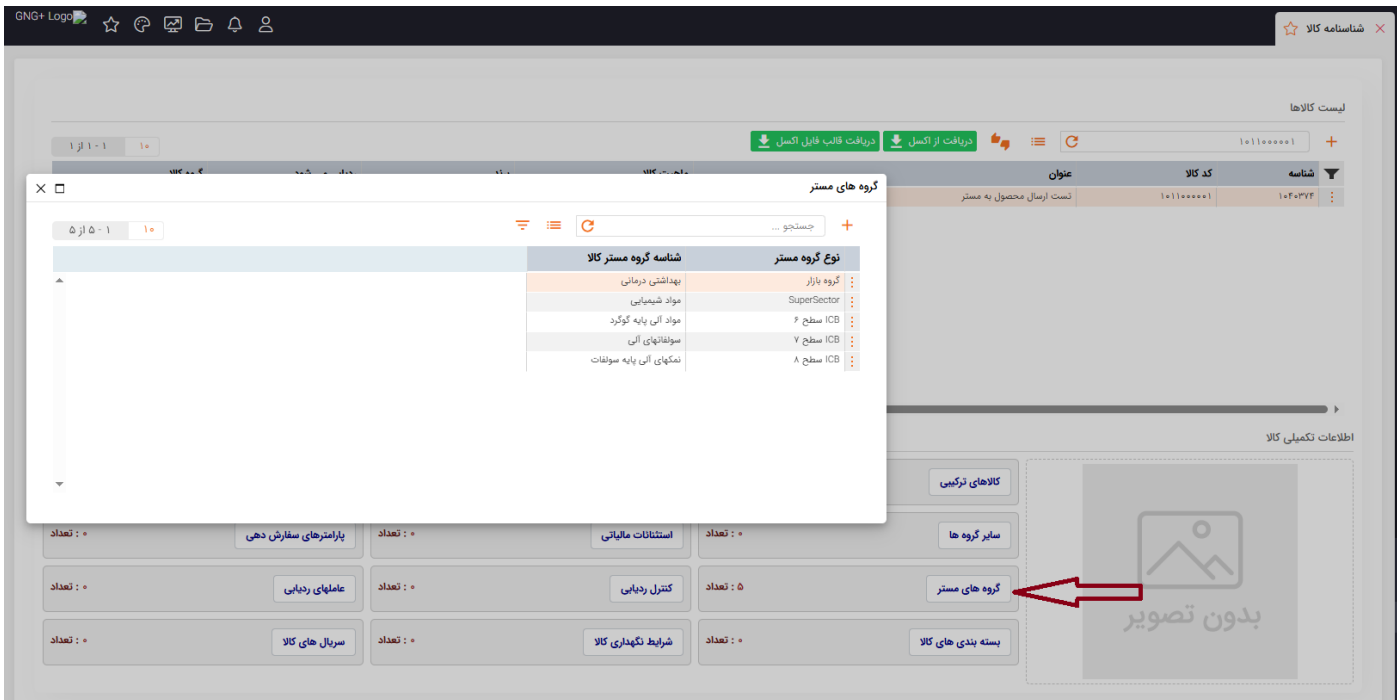 GNG+ Logo
شناسنامه کالا
لیست کالاها
۱۰۱۱۰۰۰۰۰۱
دریافت از اکسل
دریافت قالب فایل اکسل
۱۰
۱ - ۱ از ۱
شناسه
کد کالا
عنوان
۱۰۴۰۳۷۴
۱۰۱۱۰۰۰۰۰۱
تست ارسال محصول به مستر
گروه های مستر
جستجو ...
۱۰
۱ - ۵ از ۵
نوع گروه مستر
شناسه گروه مستر کالا
گروه بازار
بهداشتی درمانی
SuperSector
مواد شیمیایی
ICB سطح ۶
مواد آلی پایه گوگرد
ICB سطح ۷
سولفاتهای آلی
ICB سطح ۸
نمکهای آلی پایه سولفات
اطلاعات تکمیلی کالا
بدون تصویر
کالاهای ترکیبی
سایر گروه ها
۰ : تعداد
استثنائات مالیاتی
۰ : تعداد
پارامترهای سفارش دهی
۰ : تعداد
گروه های مستر
۵ : تعداد
کنترل ردیابی
۰ : تعداد
عاملهای ردیابی
۰ : تعداد
بسته بندی های کالا
۰ : تعداد
شرایط نگهداری کالا
۰ : تعداد
سریال های کالا
۰ : تعداد